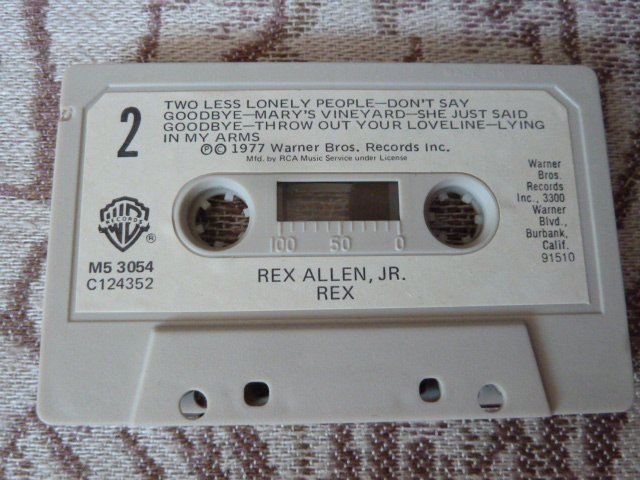 2
TWO LESS LONELY PEOPLE—DON'T SAY
GOODBYE—MARY'S VINEYARD—SHE JUST SAID
GOODBYE—THROW OUT YOUR LOVELINE—LYING
IN MY ARMS
℗© 1977 Warner Bros. Records Inc.
Mfd. by RCA Music Service under License
Warner
Bros.
Records
Inc., 3300
Warner
Blvd.,
Burbank,
Calif.
91510
WB
RECORDS
®
100 50 0
M5 3054
C124352
REX ALLEN, JR.
REX